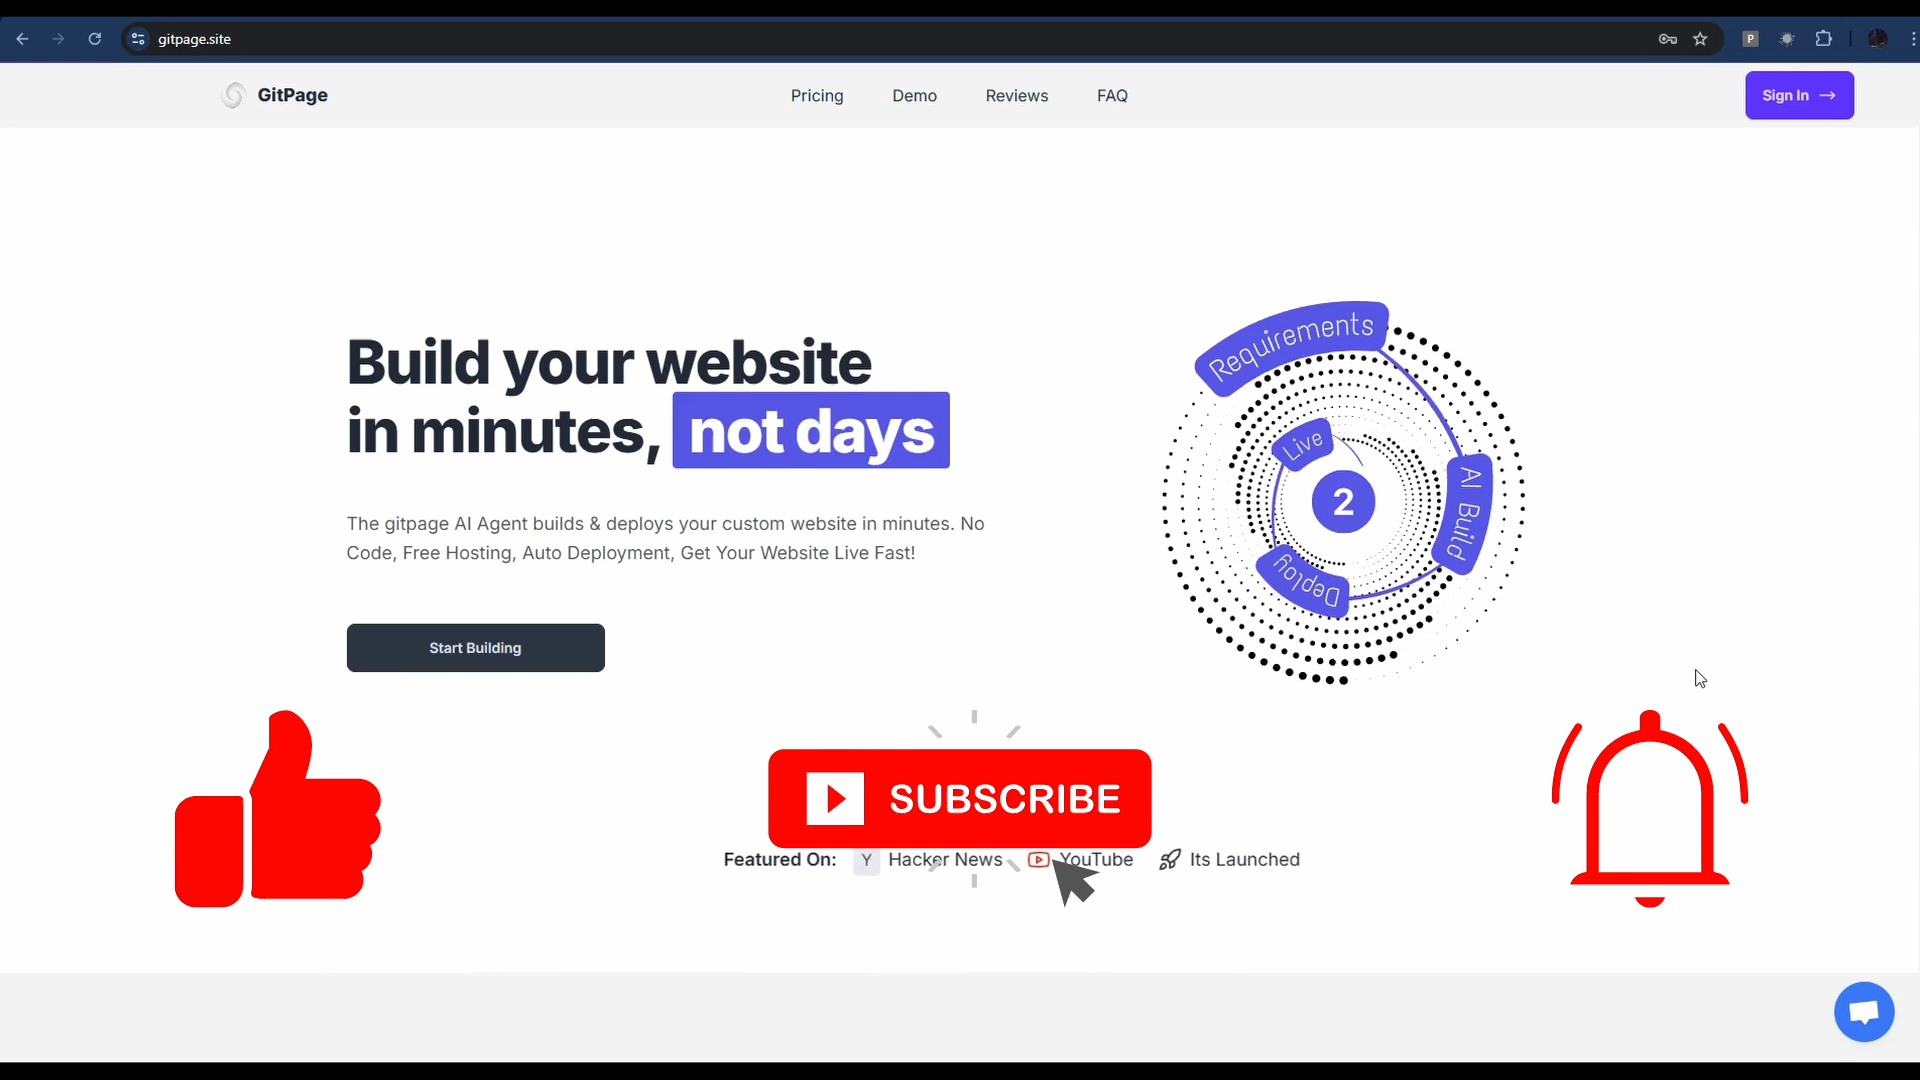 gitpage.site
P
GitPage
Pricing
Demo
Reviews
FAQ
Sign In →
Build your website
in minutes, not days
The gitpage AI Agent builds & deploys your custom website in minutes. No
Code, Free Hosting, Auto Deployment, Get Your Website Live Fast!
Start Building
Requirements
AI Build
Deploy
Live
2
SUBSCRIBE
Featured On: Y Hacker News YouTube Its Launched